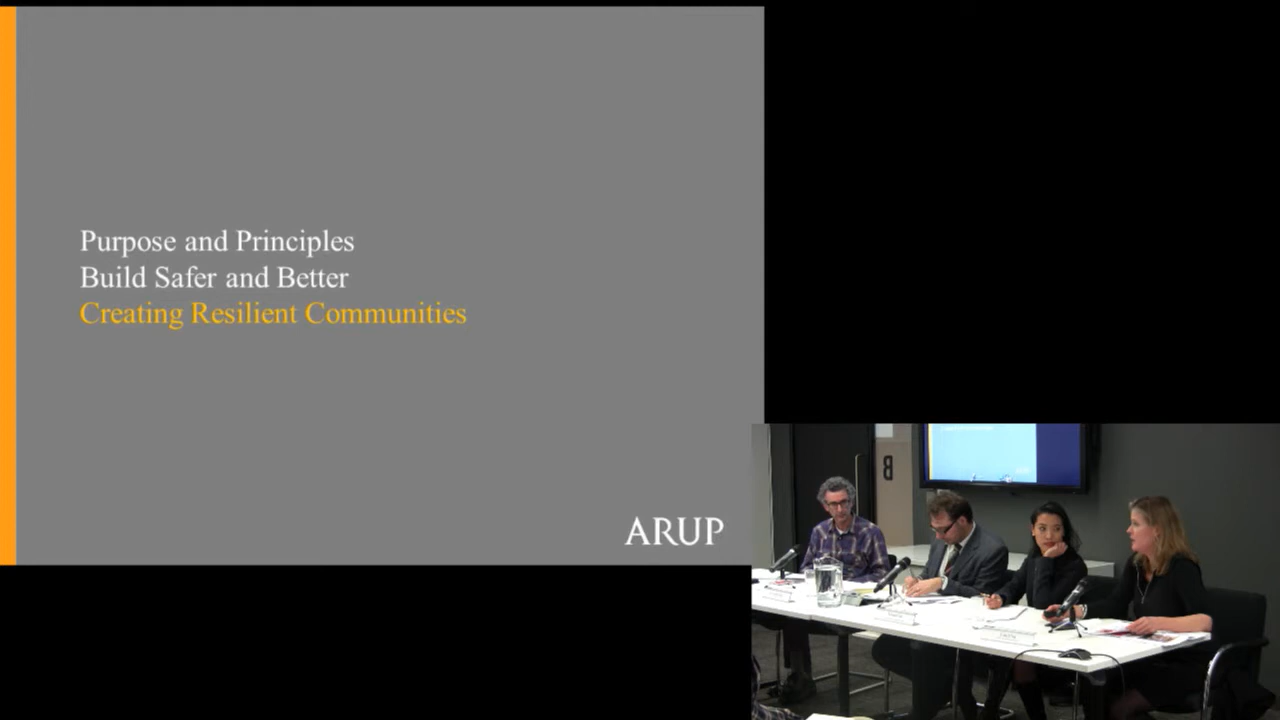 Purpose and Principles
Build Safer and Better
Creating Resilient Communities
ARUP
B